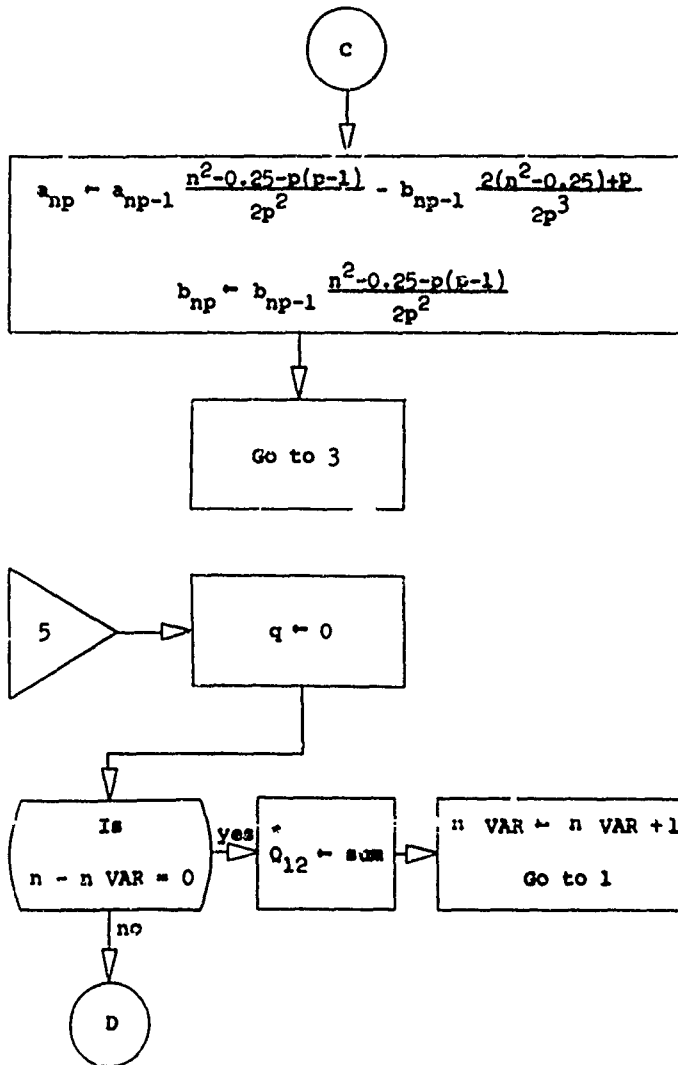 C
a_np ← a_np-1 (n²-0.25-p(p-1))/(2p²) - b_np-1 (2(n²-0.25)+p)/(2p³)
b_np ← b_np-1 (n²-0.25-p(p-1))/(2p²)
Go to 3
5
q ← 0
Is
n - n VAR = 0
yes
Q*_12 ← sum
n VAR ← n VAR +1
Go to 1
no
D